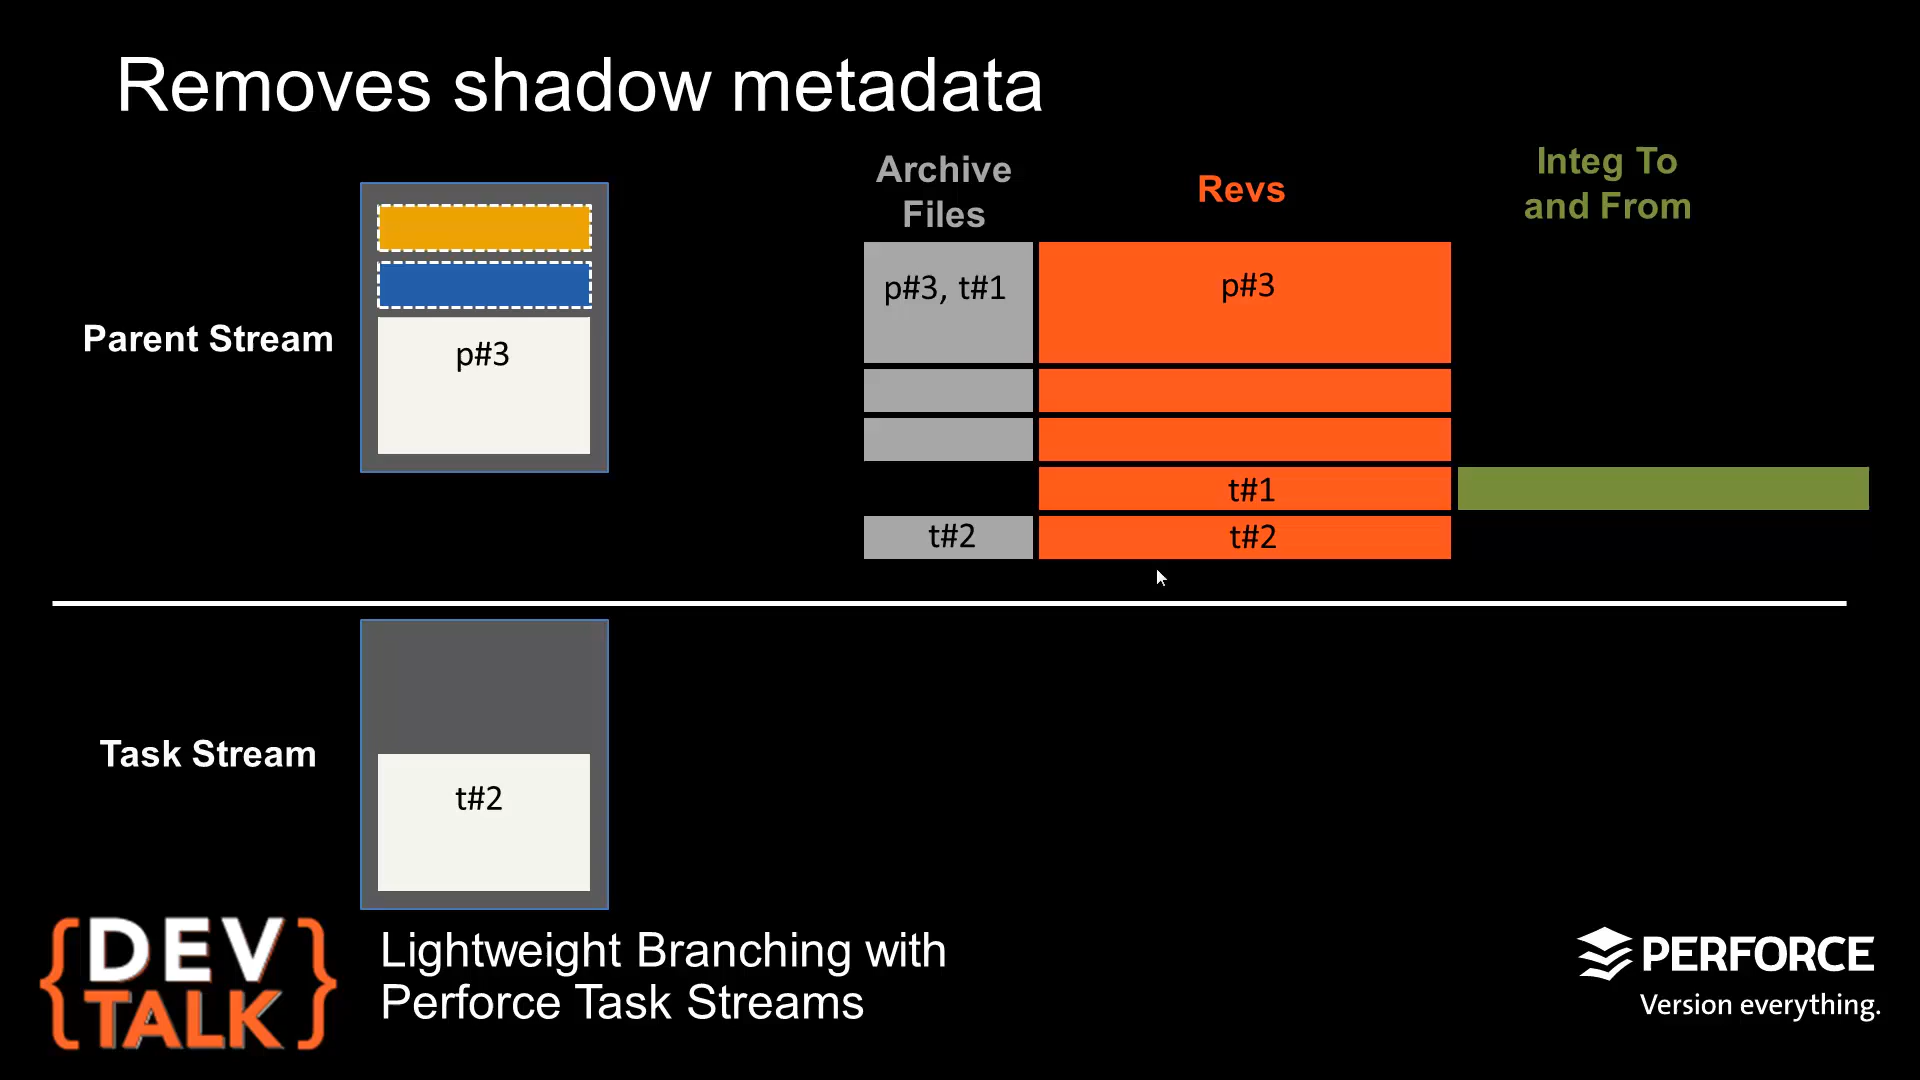 Removes shadow metadata
Archive
Files
Revs
Integ To
and From
Parent Stream
p#3
p#3, t#1
p#3
t#1
t#2
t#2
Task Stream
t#2
{DEV
TALK}
Lightweight Branching with
Perforce Task Streams
PERFORCE
Version everything.